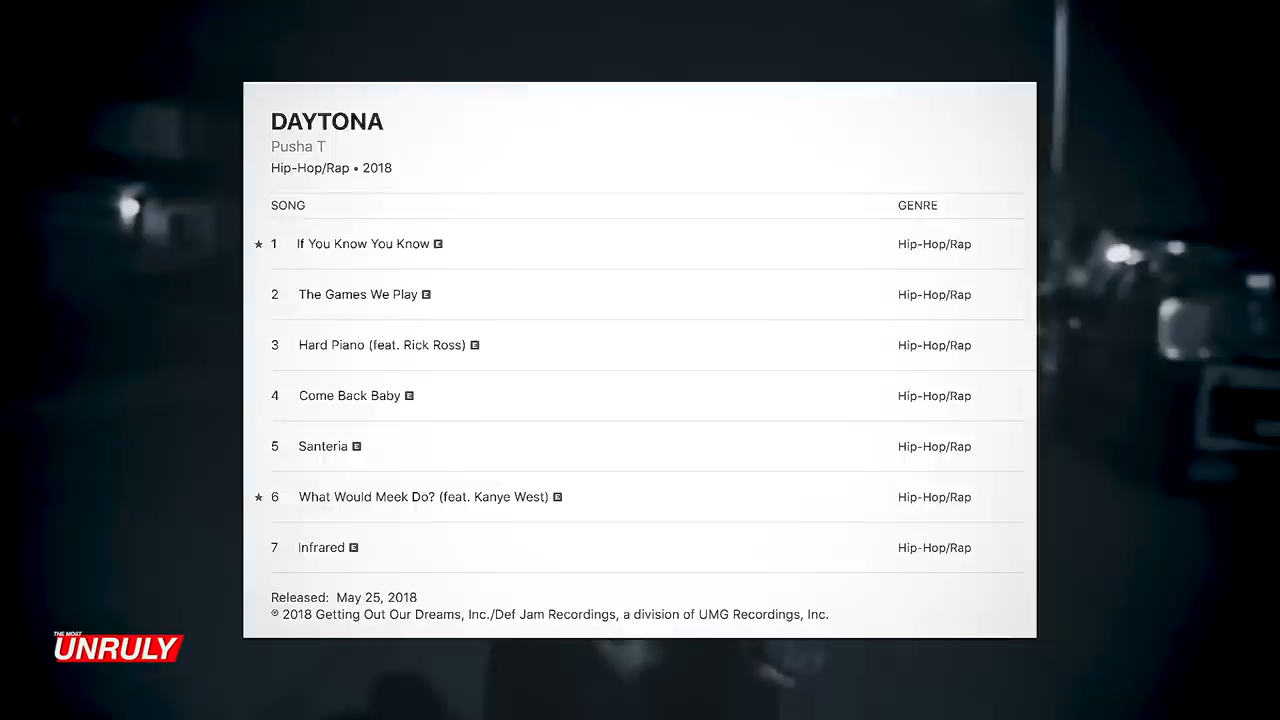 DAYTONA
Pusha T
Hip-Hop/Rap • 2018
SONG GENRE
★ 1 If You Know You Know E Hip-Hop/Rap
2 The Games We Play E Hip-Hop/Rap
3 Hard Piano (feat. Rick Ross) E Hip-Hop/Rap
4 Come Back Baby E Hip-Hop/Rap
5 Santeria E Hip-Hop/Rap
★ 6 What Would Meek Do? (feat. Kanye West) E Hip-Hop/Rap
7 Infrared E Hip-Hop/Rap
Released: May 25, 2018
℗ 2018 Getting Out Our Dreams, Inc./Def Jam Recordings, a division of UMG Recordings, Inc.
THE MOST
UNRULY